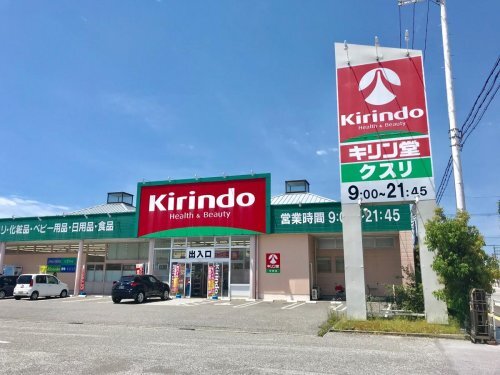 Kirindo
Health & Beauty
キリン堂
クスリ
9:00~21:45
Kirindo
Health & Beauty
リ・化粧品・ベビー用品・日用品・食品
営業時間 9:00~21:45
出入口